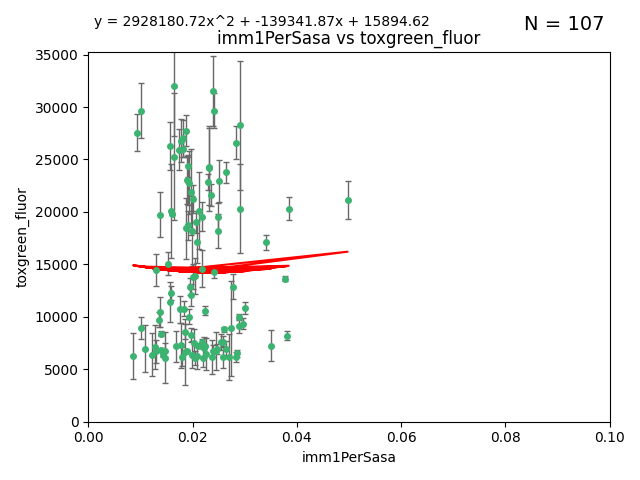 y = 2928180.72x^2 + -139341.87x + 15894.62
N = 107
imm1PerSasa vs toxgreen_fluor
35000
30000
25000
20000
15000
10000
5000
0
toxgreen_fluor
0.00 0.02 0.04 0.06 0.08 0.10
imm1PerSasa